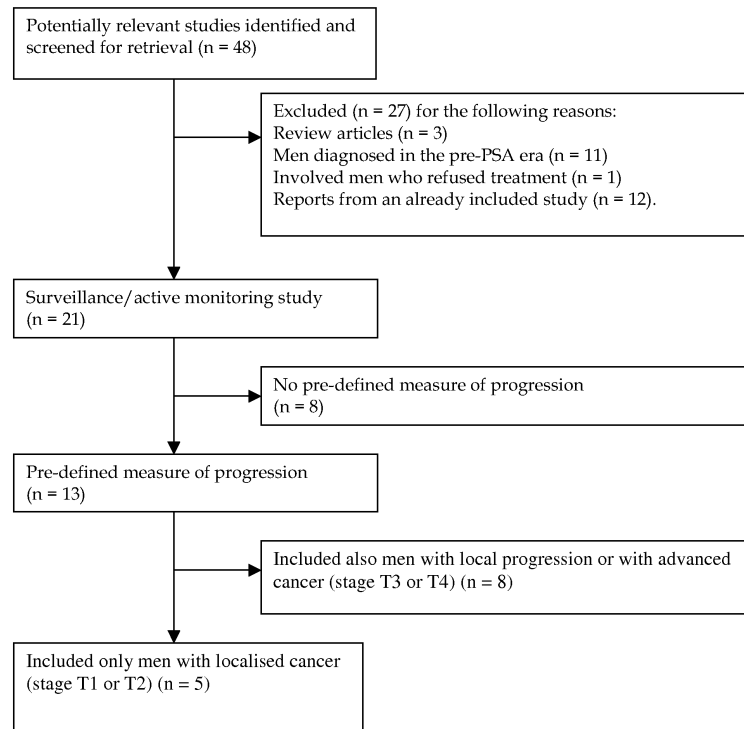 Potentially relevant studies identified and
screened for retrieval (n = 48)
Excluded (n = 27) for the following reasons:
Review articles (n = 3)
Men diagnosed in the pre-PSA era (n = 11)
Involved men who refused treatment (n = 1)
Reports from an already included study (n = 12).
Surveillance/active monitoring study
(n = 21)
No pre-defined measure of progression
(n = 8)
Pre-defined measure of progression
(n = 13)
Included also men with local progression or with advanced
cancer (stage T3 or T4) (n = 8)
Included only men with localised cancer
(stage T1 or T2) (n = 5)